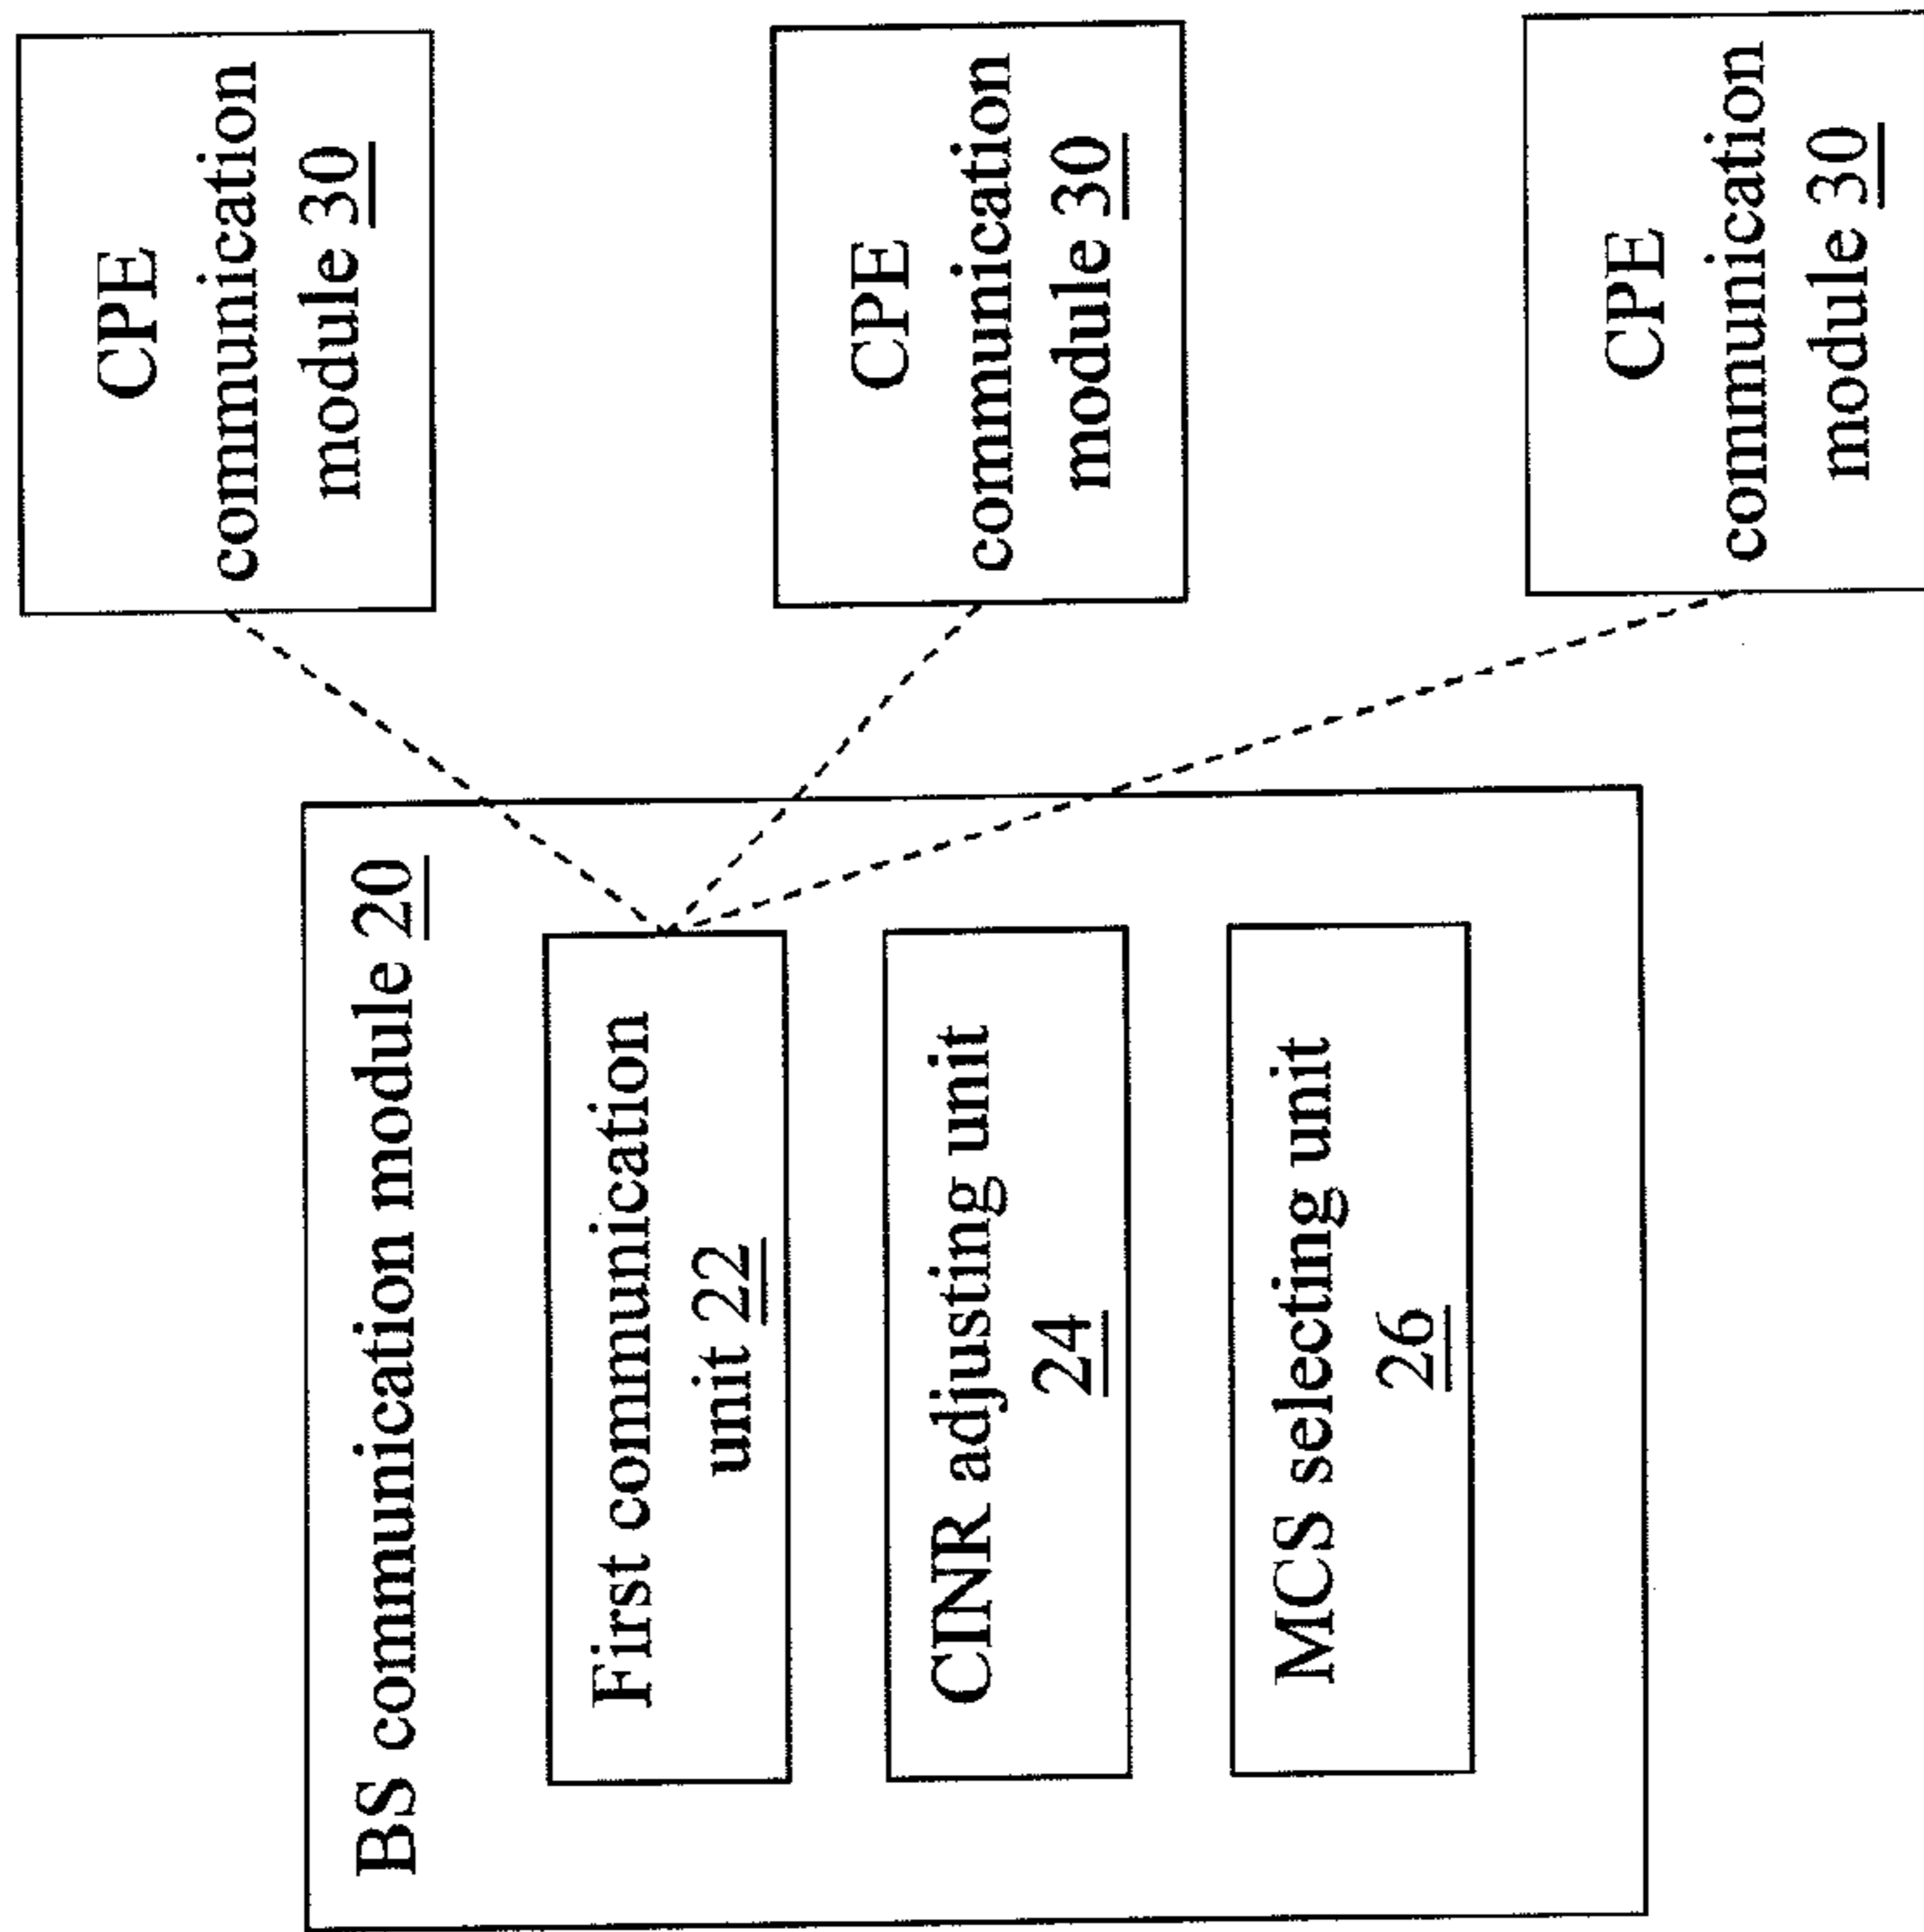 BS communication module 20
First communication
unit 22
CINR adjusting unit
24
MCS selecting unit
26
CPE
communication
module 30
CPE
communication
module 30
CPE
communication
module 30